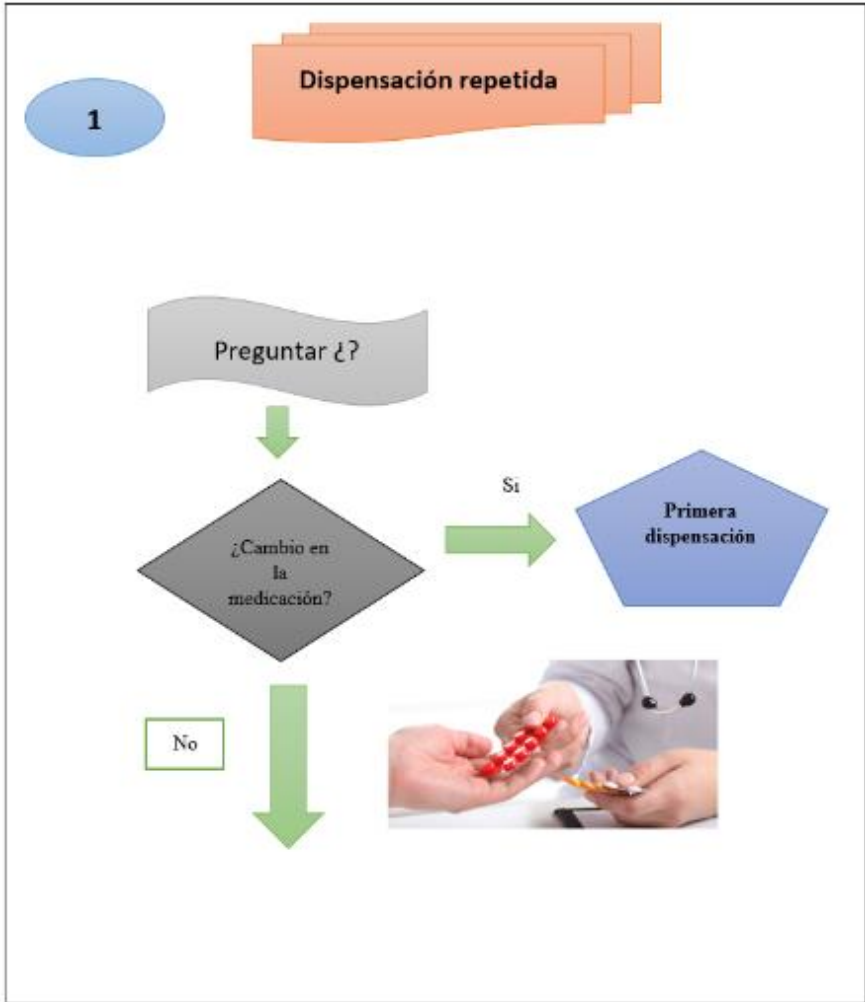 Dispensación repetida
1
Preguntar ¿?
Si
¿Cambio en
la
medicación?
Primera
dispensación
No